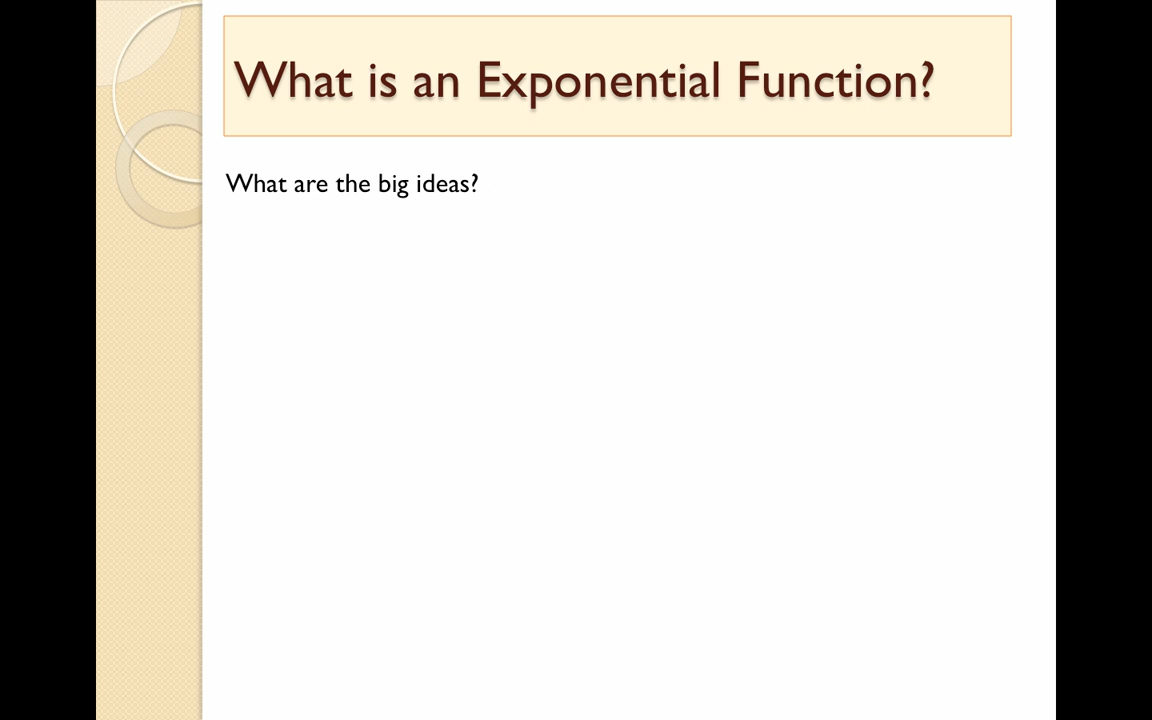 What is an Exponential Function?
What are the big ideas?